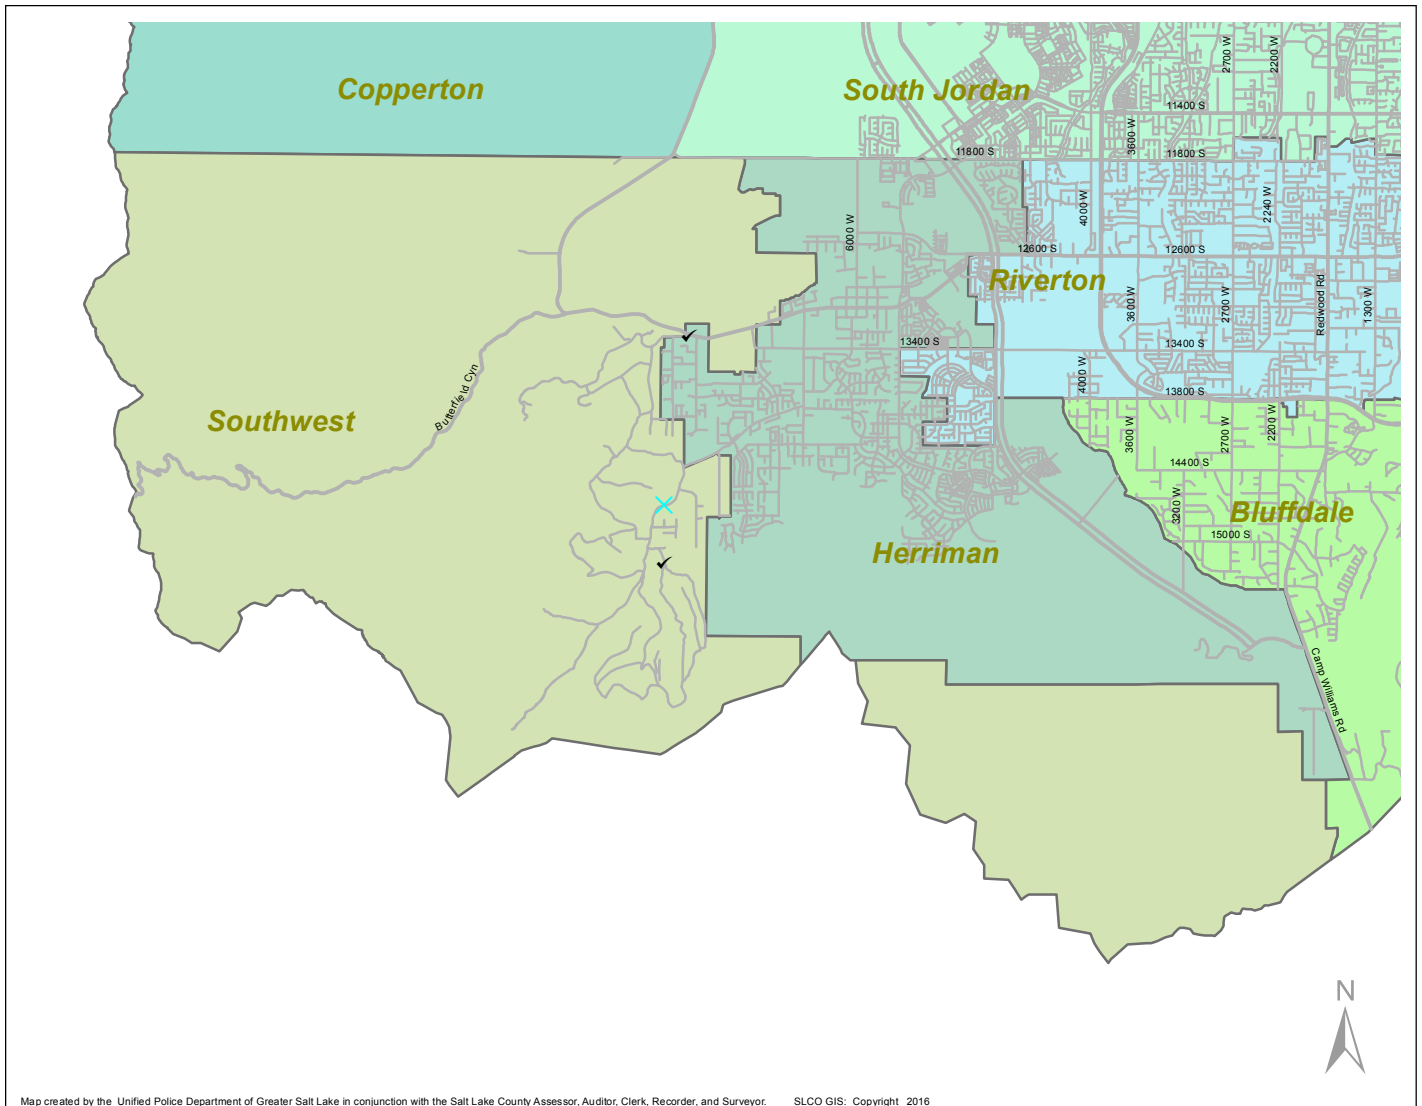 2700 W
2200 W
Copperton
South Jordan
11400 S
3600 W
11800 S
11800 S
4000 W
2240 W
6000 W
12600 S
12600 S
Riverton
3600 W
2700 W
Redwood Rd
1300 W
13400 S
13400 S
4000 W
13800 S
Butterfield Cyn
Southwest
3600 W
2700 W
2200 W
14400 S
3200 W
Bluffdale
15000 S
Herriman
Camp Williams Rd
N
Map created by the Unified Police Department of Greater Salt Lake in conjunction with the Salt Lake County Assessor, Auditor, Clerk, Recorder, and Surveyor. SLCO GIS: Copyright 2016